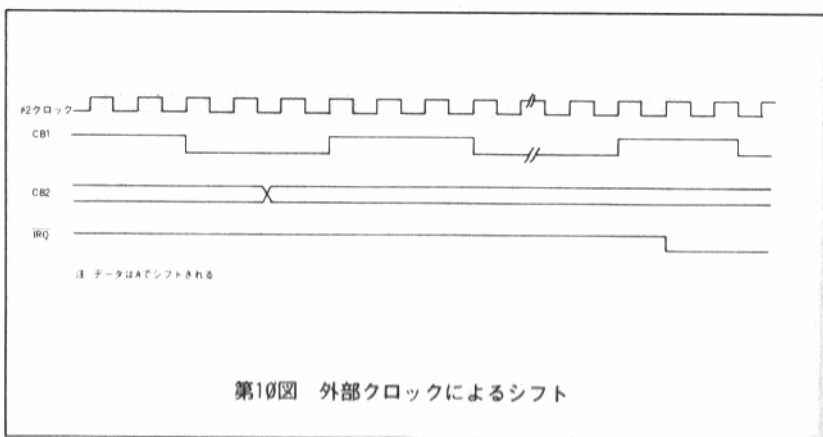 φ2クロック
CB1
CB2
IRQ
注 データはAでシフトされる
第10図 外部クロックによるシフト